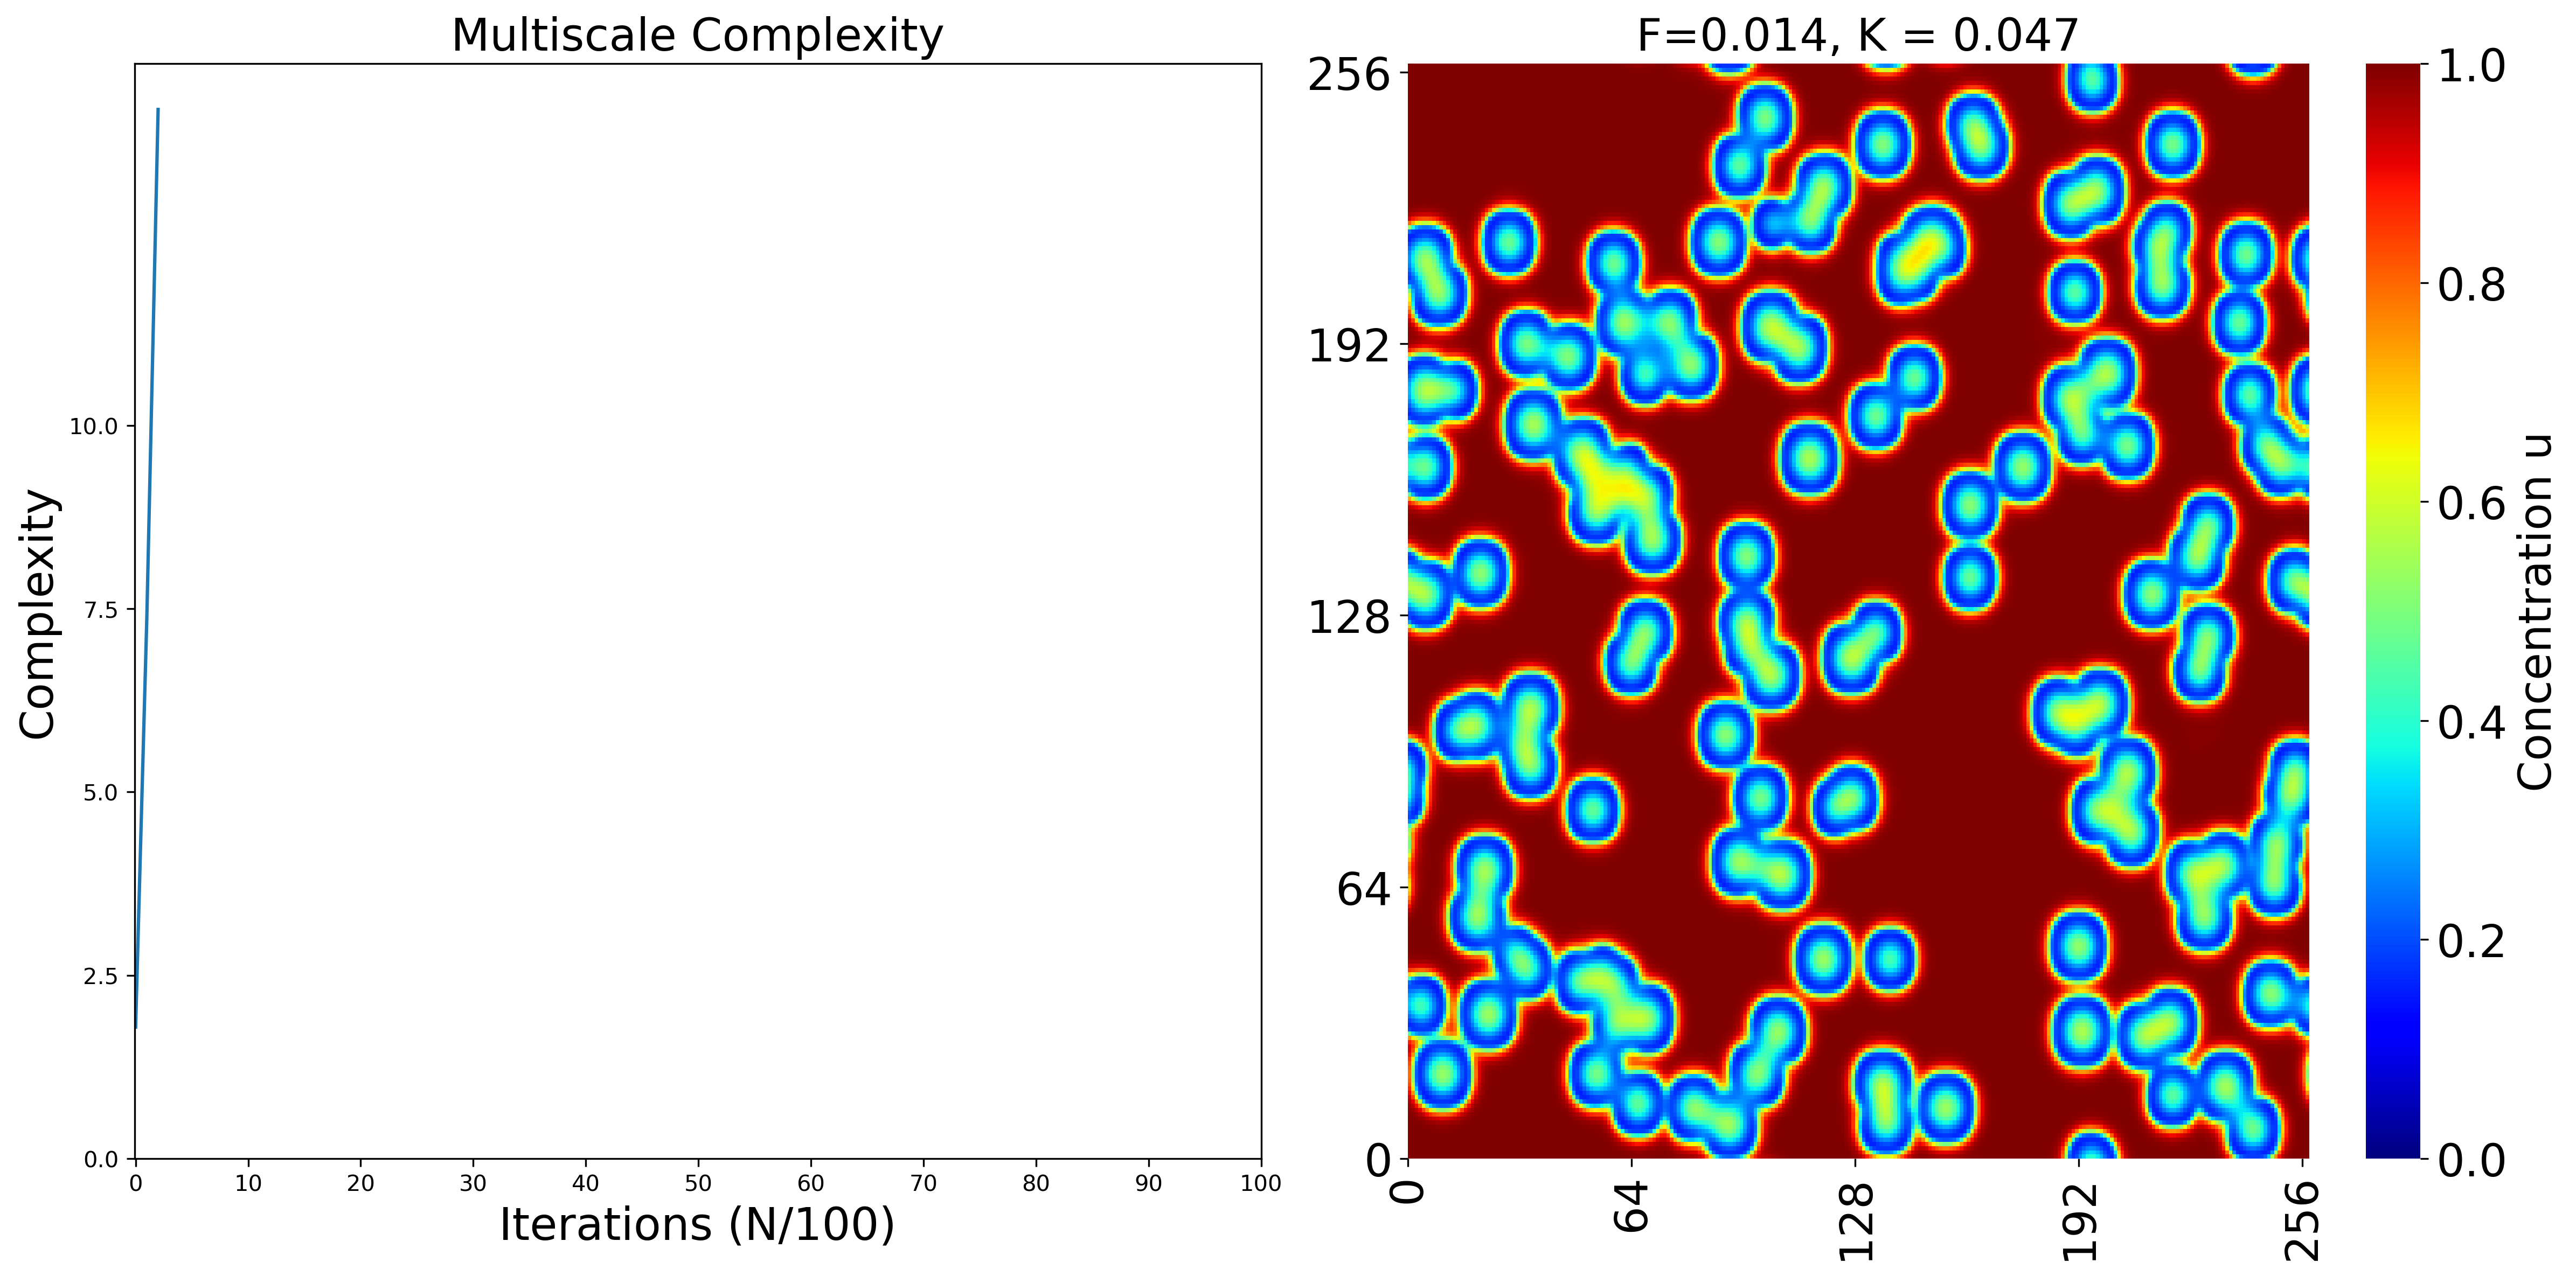 Multiscale Complexity
Complexity
10.0
7.5
5.0
2.5
0.0
0 10 20 30 40 50 60 70 80 90 100
Iterations (N/100)
F=0.014, K = 0.047
256
192
128
64
0
0 64 128 192 256
1.0
0.8
0.6
0.4
0.2
0.0
Concentration u